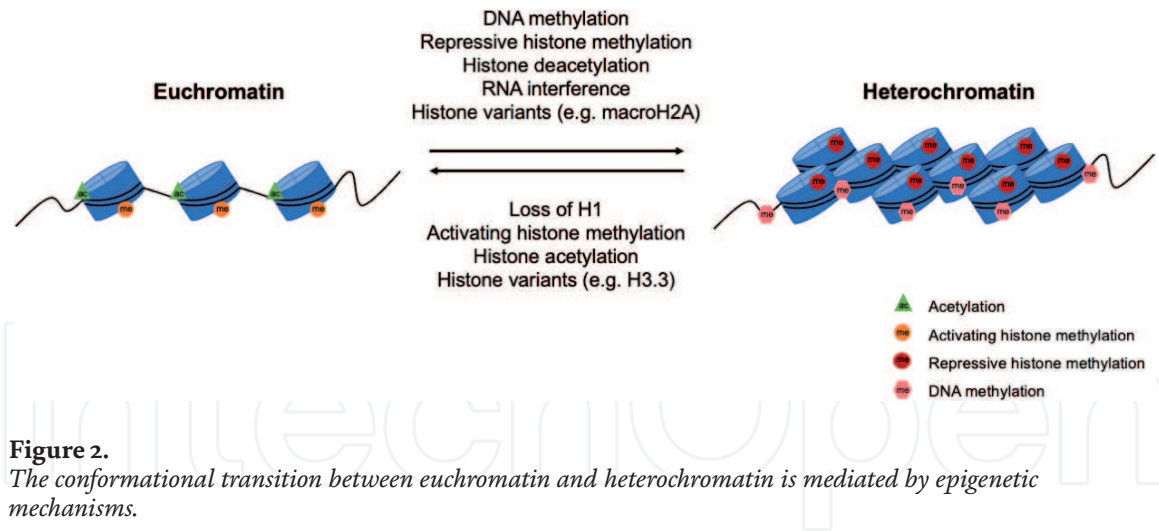 DNA methylation
Repressive histone methylation
Histone deacetylation
RNA interference
Histone variants (e.g. macroH2A)
Euchromatin
Heterochromatin
ac
me
ac
me
ac
me
me
me
me
me
me
me
me
me
me
me
me
me
me
Loss of H1
Activating histone methylation
Histone acetylation
Histone variants (e.g. H3.3)
ac Acetylation
me Activating histone methylation
me Repressive histone methylation
me DNA methylation
IntechOpen
Figure 2.
The conformational transition between euchromatin and heterochromatin is mediated by epigenetic
mechanisms.